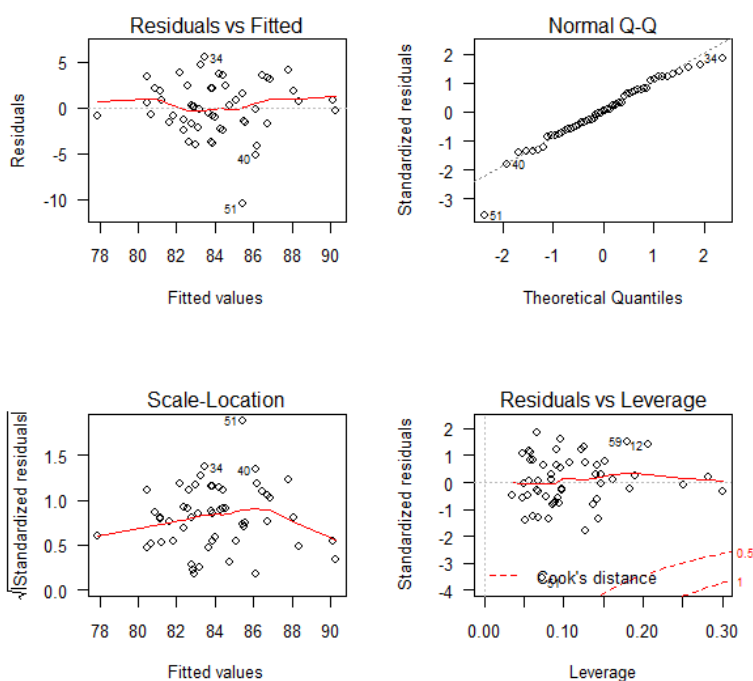 Residuals vs Fitted
Residuals
5
0
-5
-10
34
40
51
78 80 82 84 86 88 90
Fitted values
Normal Q-Q
Standardized residuals
2
1
0
-1
-2
-3
34
40
51
-2 -1 0 1 2
Theoretical Quantiles
Scale-Location
√|Standardized residuals|
1.5
1.0
0.5
0.0
51
34
40
78 80 82 84 86 88 90
Fitted values
Residuals vs Leverage
Standardized residuals
2
1
0
-1
-2
-3
-4
59
12
51
Cook's distance
0.5
1
0.00 0.10 0.20 0.30
Leverage